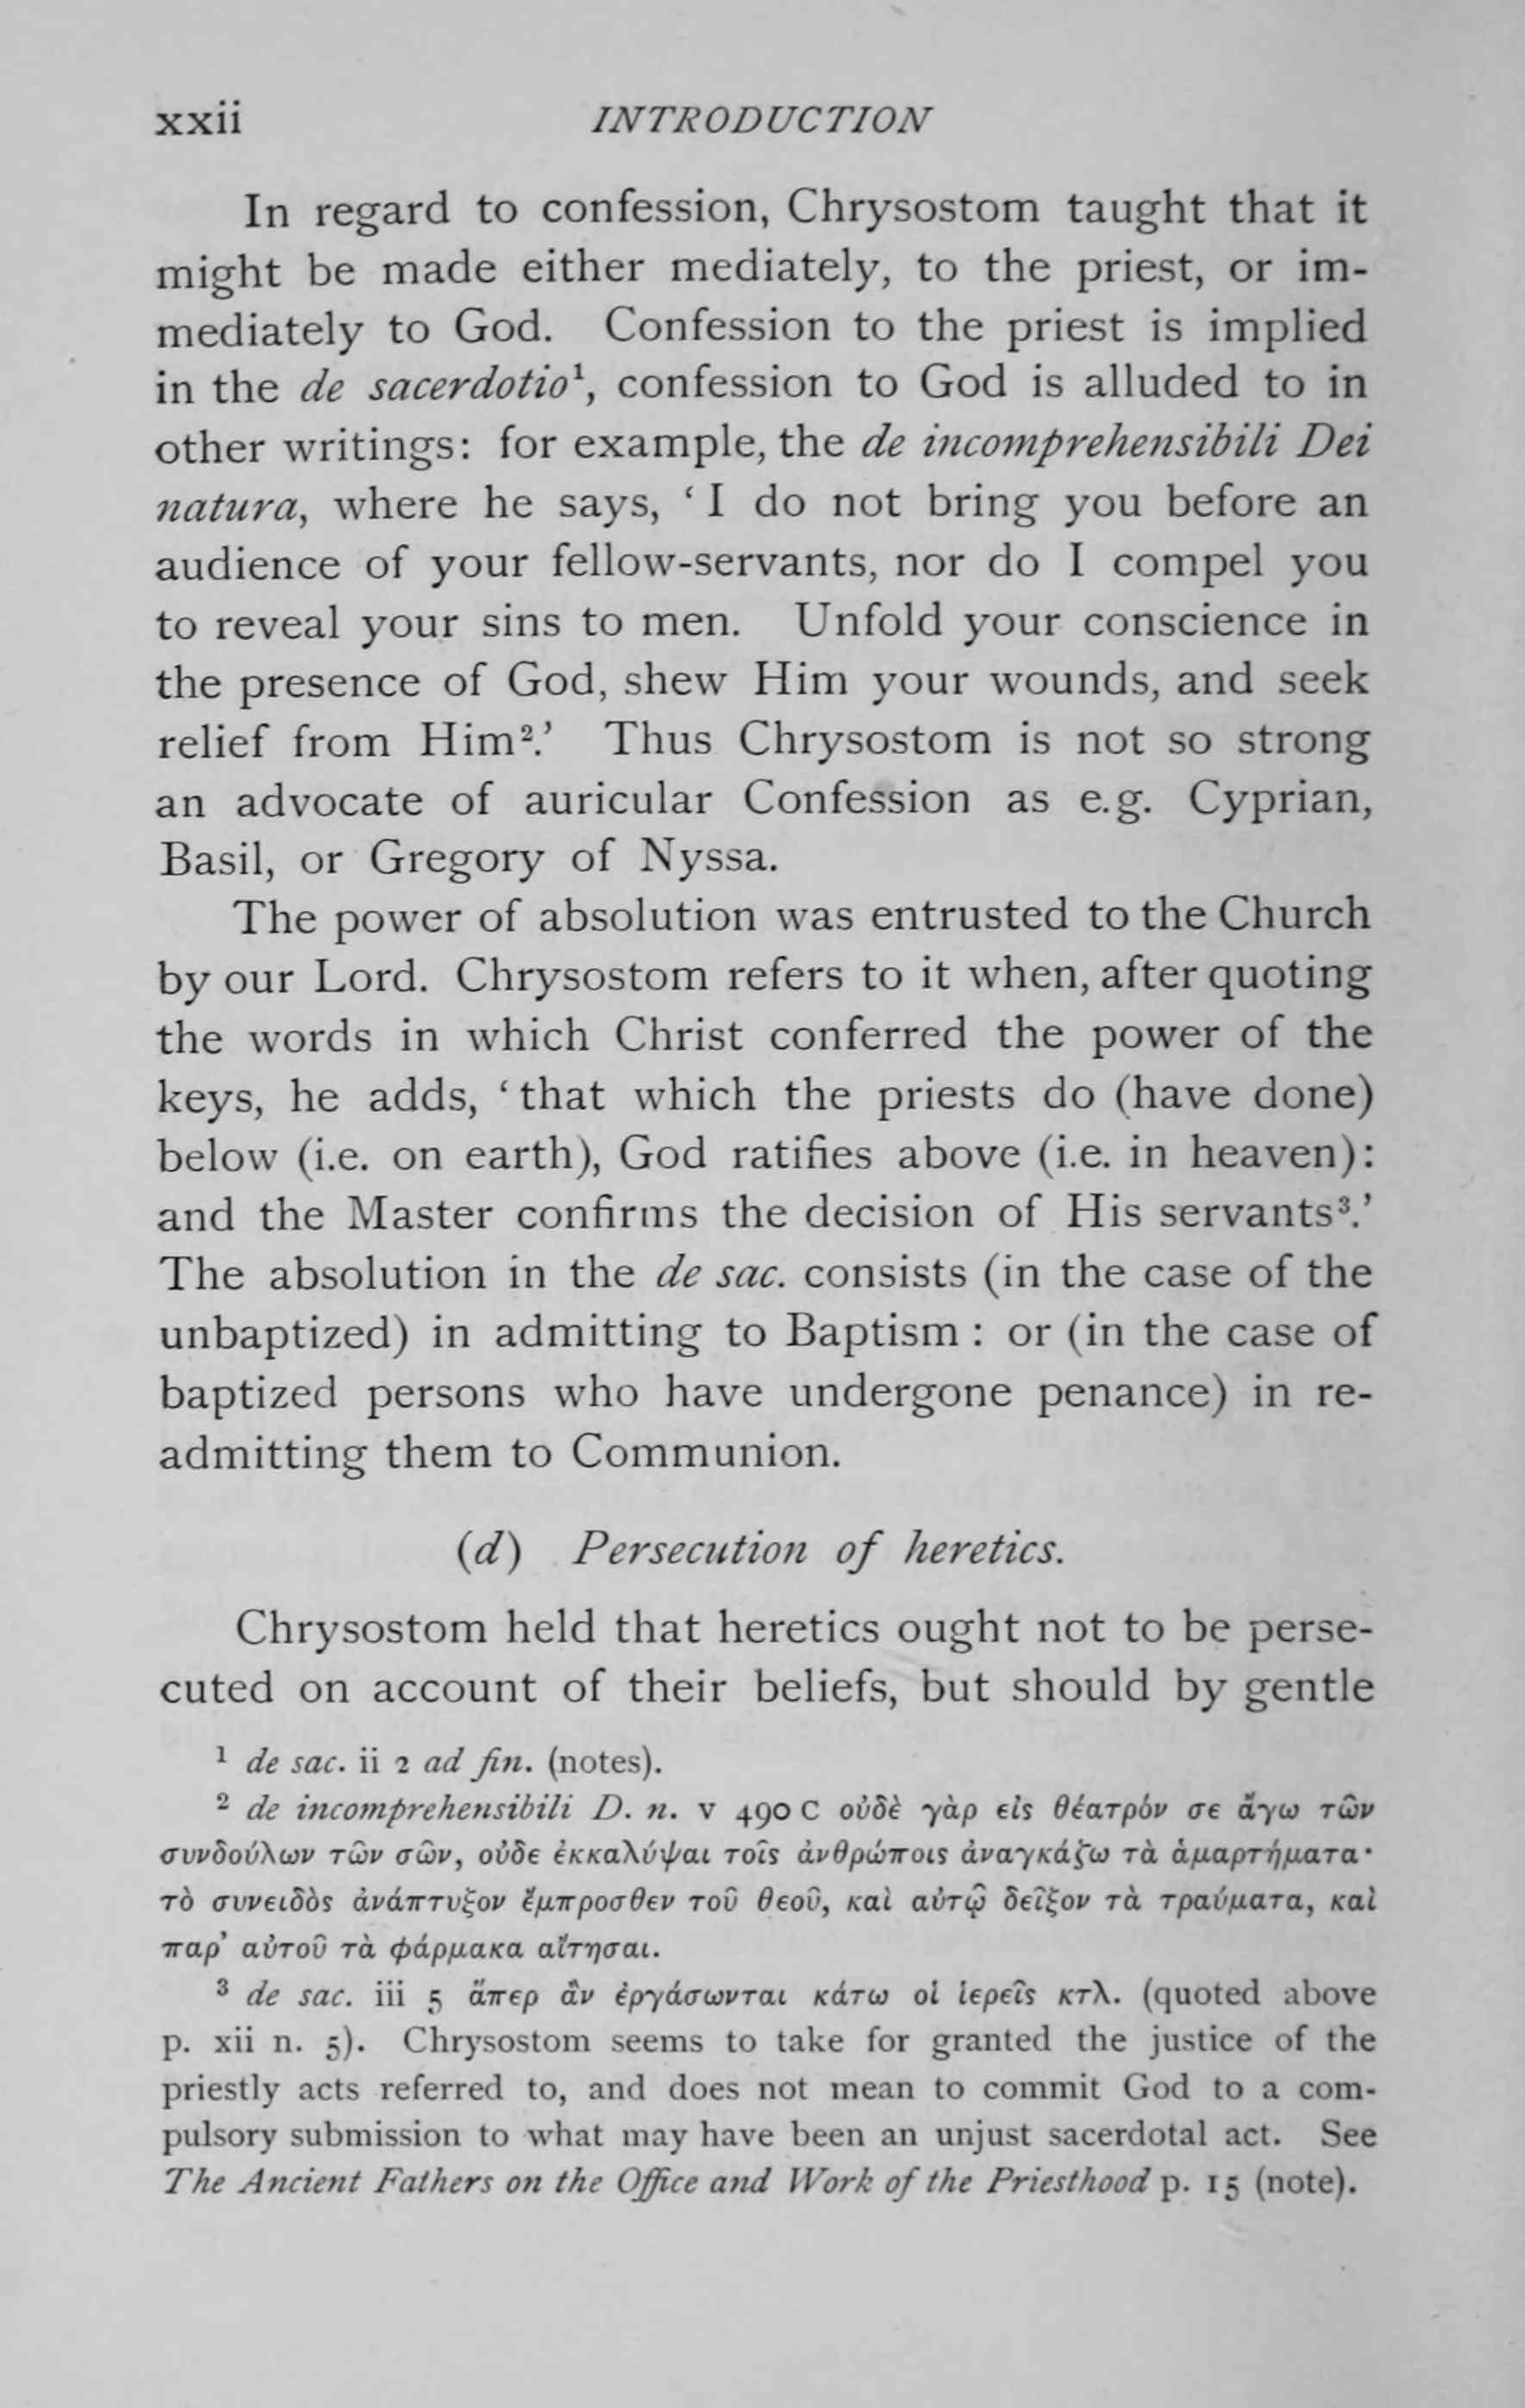 xxii INTRODUCTION
In regard to confession, Chrysostom taught that it
might be made either mediately, to the priest, or im-
mediately to God. Confession to the priest is implied
in the de sacerdotio¹, confession to God is alluded to in
other writings: for example, the de incomprehensibili Dei
natura, where he says, ‘I do not bring you before an
audience of your fellow-servants, nor do I compel you
to reveal your sins to men. Unfold your conscience in
the presence of God, shew Him your wounds, and seek
relief from Him².’ Thus Chrysostom is not so strong
an advocate of auricular Confession as e.g. Cyprian,
Basil, or Gregory of Nyssa.
The power of absolution was entrusted to the Church
by our Lord. Chrysostom refers to it when, after quoting
the words in which Christ conferred the power of the
keys, he adds, ‘that which the priests do (have done)
below (i.e. on earth), God ratifies above (i.e. in heaven):
and the Master confirms the decision of His servants³.’
The absolution in the de sac. consists (in the case of the
unbaptized) in admitting to Baptism : or (in the case of
baptized persons who have undergone penance) in re-
admitting them to Communion.
(d) Persecution of heretics.
Chrysostom held that heretics ought not to be perse-
cuted on account of their beliefs, but should by gentle
¹ de sac. ii 2 ad fin. (notes).
² de incomprehensibili D. n. v 490 C οὐδὲ γὰρ εἰς θέατρόν σε ἄγω τῶν
συνδούλων τῶν σῶν, οὐδε ἐκκαλύψαι τοῖς ἀνθρώποις ἀναγκάζω τὰ ἁμαρτήματα·
τὸ συνειδὸς ἀνάπτυξον ἔμπροσθεν τοῦ θεοῦ, καὶ αὐτῷ δεῖξον τὰ τραύματα, καὶ
παρ’ αὐτοῦ τὰ φάρμακα αἴτησαι.
³ de sac. iii 5 ἅπερ ἂν ἐργάσωνται κάτω οἱ ἱερεῖς κτλ. (quoted above
p. xii n. 5). Chrysostom seems to take for granted the justice of the
priestly acts referred to, and does not mean to commit God to a com-
pulsory submission to what may have been an unjust sacerdotal act. See
The Ancient Fathers on the Office and Work of the Priesthood p. 15 (note).